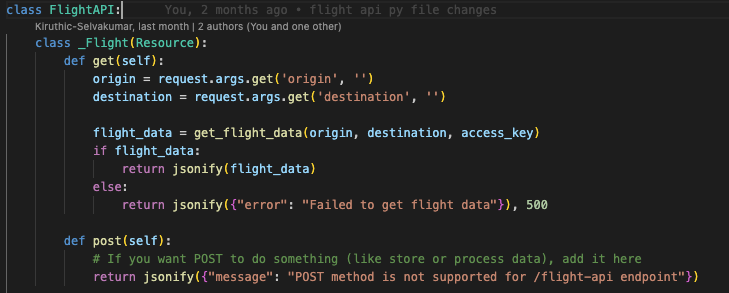 class FlightAPI: You, 2 months ago • flight api py file changes
Kiruthic-Selvakumar, last month | 2 authors (You and one other)
class _Flight(Resource):
def get(self):
origin = request.args.get('origin', '')
destination = request.args.get('destination', '')
flight_data = get_flight_data(origin, destination, access_key)
if flight_data:
return jsonify(flight_data)
else:
return jsonify({"error": "Failed to get flight data"}), 500
def post(self):
# If you want POST to do something (like store or process data), add it here
return jsonify({"message": "POST method is not supported for /flight-api endpoint"})